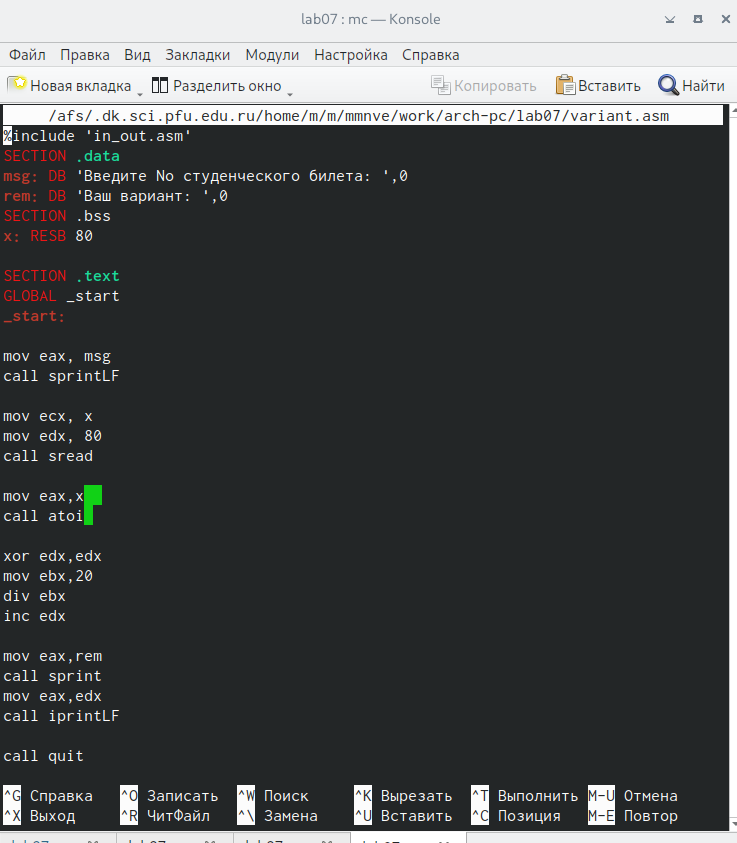 lab07 : mc — Konsole
Файл Правка Вид Закладки Модули Настройка Справка
Новая вкладка Разделить окно Копировать Вставить Найти
/afs/.dk.sci.pfu.edu.ru/home/m/m/mmnve/work/arch-pc/lab07/variant.asm
%include 'in_out.asm'
SECTION .data
msg: DB 'Введите No студенческого билета: ',0
rem: DB 'Ваш вариант: ',0
SECTION .bss
x: RESB 80
SECTION .text
GLOBAL _start
_start:
mov eax, msg
call sprintLF
mov ecx, x
mov edx, 80
call sread
mov eax,x
call atoi
xor edx,edx
mov ebx,20
div ebx
inc edx
mov eax,rem
call sprint
mov eax,edx
call iprintLF
call quit
^G Справка ^O Записать ^W Поиск ^K Вырезать ^T Выполнить M-U Отмена
^X Выход ^R ЧитФайл ^\ Замена ^U Вставить ^C Позиция M-E Повтор